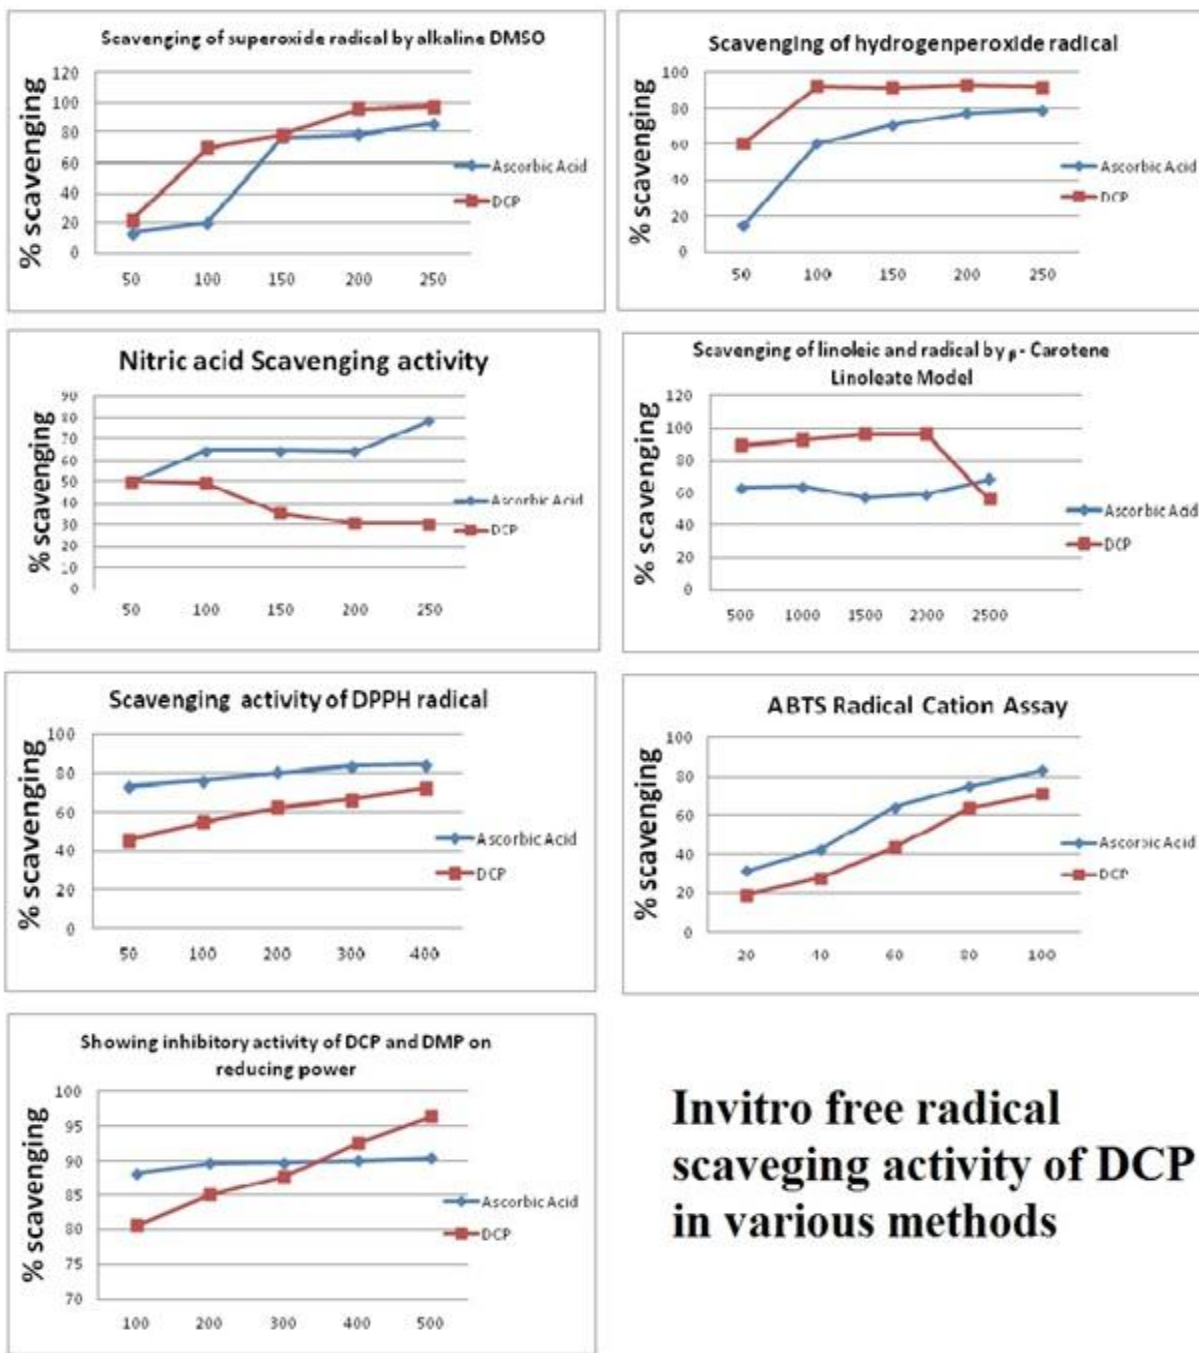 Scavenging of superoxide radical by alkaline DMSO
% scavenging
120
100
80
60
40
20
0
50 100 150 200 250
Ascorbic Acid
DCP
Scavenging of hydrogenperoxide radical
% scavenging
100
80
60
40
20
0
50 100 150 200 250
Ascorbic Acid
DCP
Nitric acid Scavenging activity
% scavenging
90
80
70
60
50
40
30
20
10
0
50 100 150 200 250
Ascorbic Acid
DCP
Scavenging of linoleic and radical by β - Carotene
Linoleate Model
% scavenging
120
100
80
60
40
20
0
500 1000 1500 2000 2500
Ascorbic Acid
DCP
Scavenging activity of DPPH radical
% scavenging
100
80
60
40
20
0
50 100 200 300 400
Ascorbic Acid
DCP
ABTS Radical Cation Assay
% scavenging
100
80
60
40
20
0
20 40 60 80 100
Ascorbic Acid
DCP
Showing inhibitory activity of DCP and DMP on
reducing power
% scavenging
100
95
90
85
80
75
70
100 200 300 400 500
Ascorbic Acid
DCP
Invitro free radical
scaveging activity of DCP
in various methods